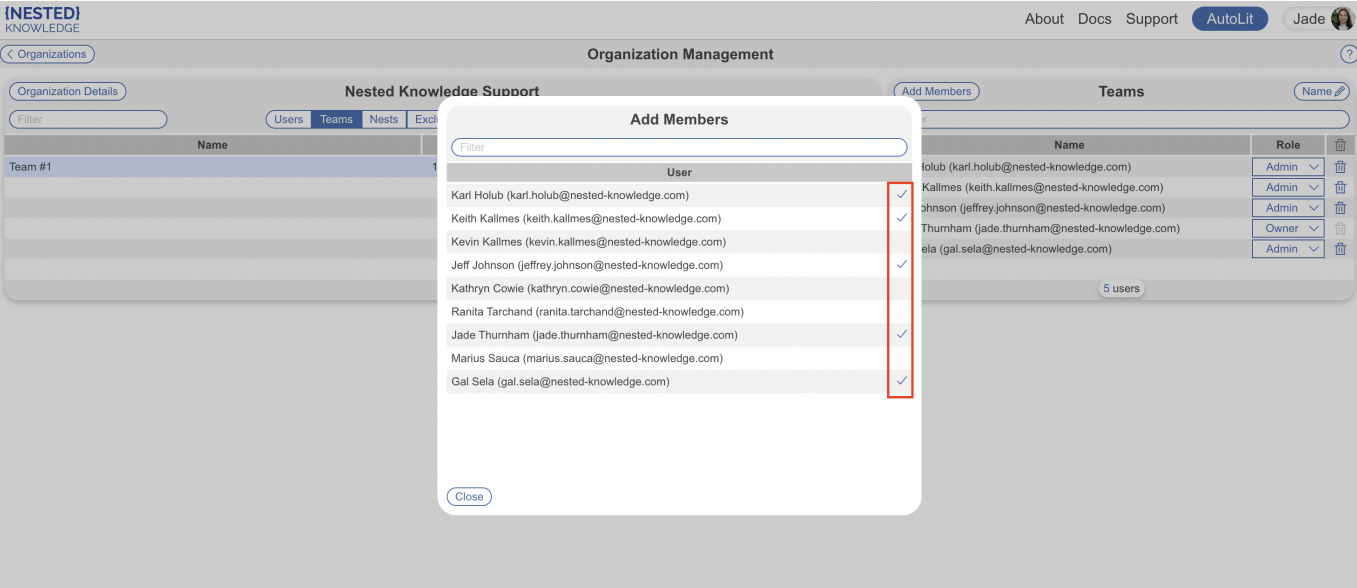 {NESTED}
KNOWLEDGE
About Docs Support AutoLit Jade
Organizations
Organization Management
?
Organization Details
Nested Knowledge Support
Add Members
Teams
Name
Filter
Users Teams Nests
Name
Name Role
Team #1
Holub (karl.holub@nested-knowledge.com) Admin
Kallmes (keith.kallmes@nested-knowledge.com) Admin
Johnson (jeffrey.johnson@nested-knowledge.com) Admin
Thurnham (jade.thurnham@nested-knowledge.com) Owner
Sela (gal.sela@nested-knowledge.com) Admin
5 users
Add Members
Filter
User
Karl Holub (karl.holub@nested-knowledge.com)
Keith Kallmes (keith.kallmes@nested-knowledge.com)
Kevin Kallmes (kevin.kallmes@nested-knowledge.com)
Jeff Johnson (jeffrey.johnson@nested-knowledge.com)
Kathryn Cowie (kathryn.cowie@nested-knowledge.com)
Ranita Tarchand (ranita.tarchand@nested-knowledge.com)
Jade Thurnham (jade.thurnham@nested-knowledge.com)
Marius Sauca (marius.sauca@nested-knowledge.com)
Gal Sela (gal.sela@nested-knowledge.com)
Close